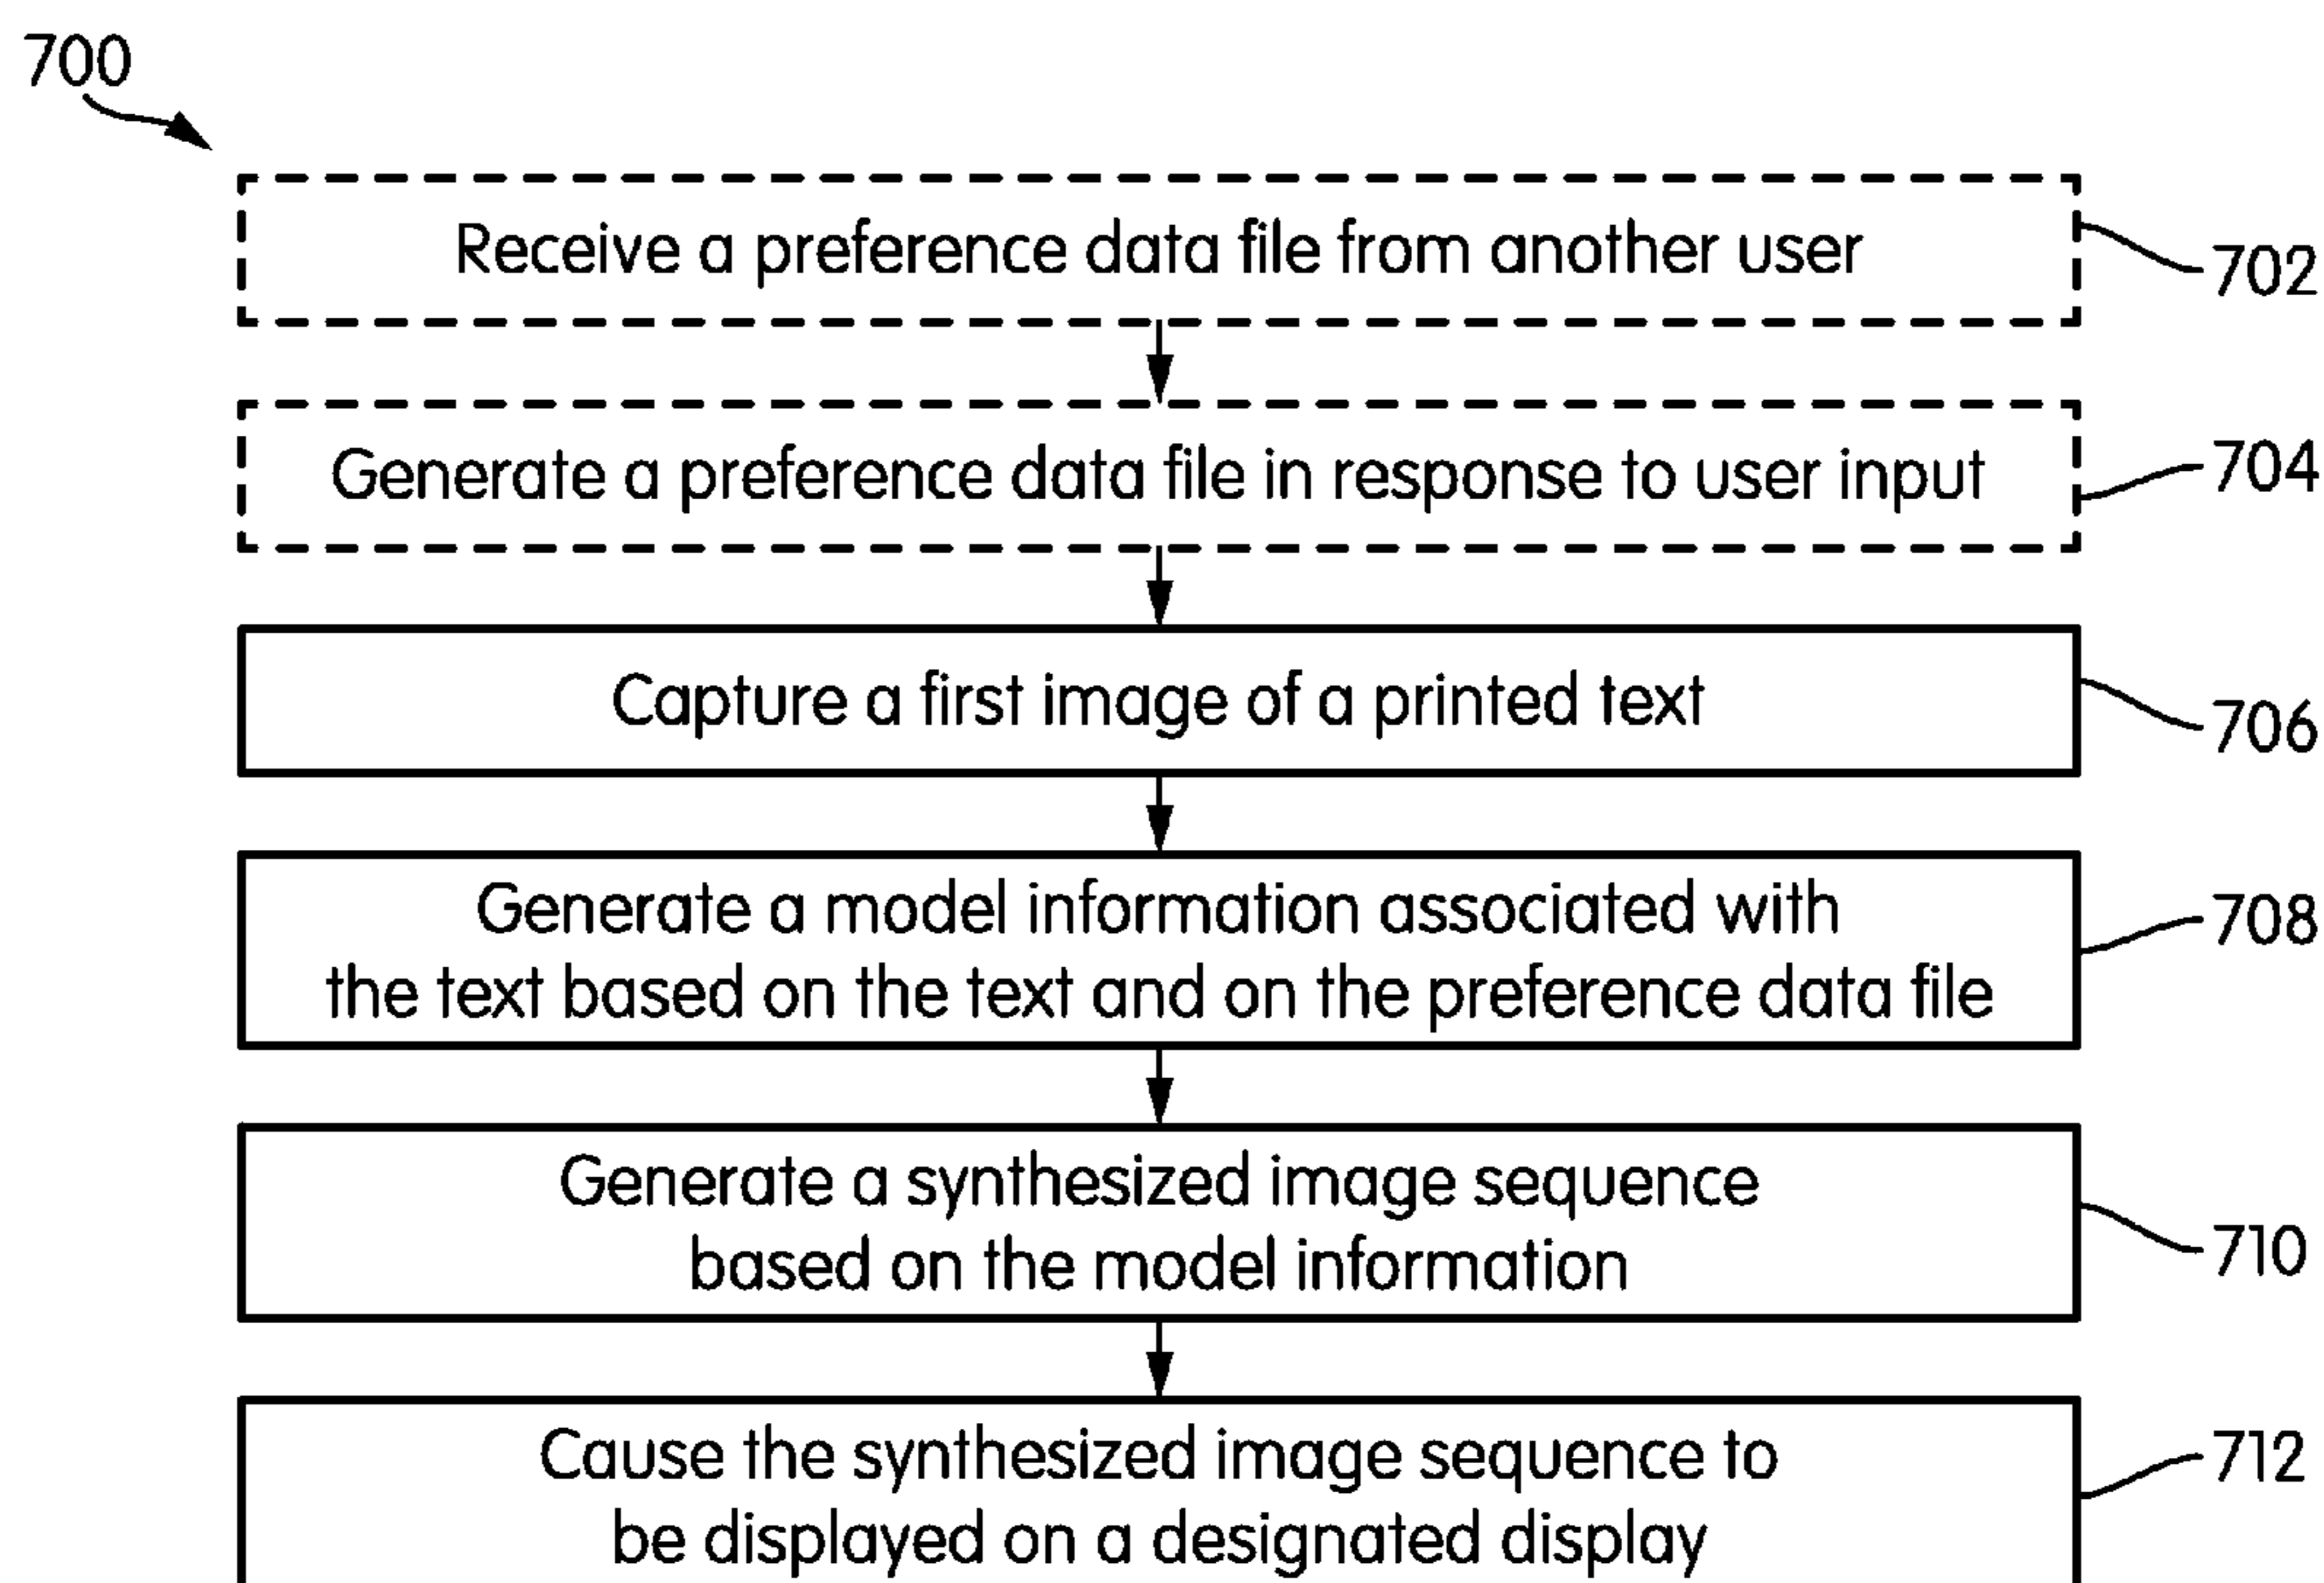 700
Receive a preference data file from another user
702
Generate a preference data file in response to user input
704
Capture a first image of a printed text
706
Generate a model information associated with
the text based on the text and on the preference data file
708
Generate a synthesized image sequence
based on the model information
710
Cause the synthesized image sequence to
be displayed on a designated display
712